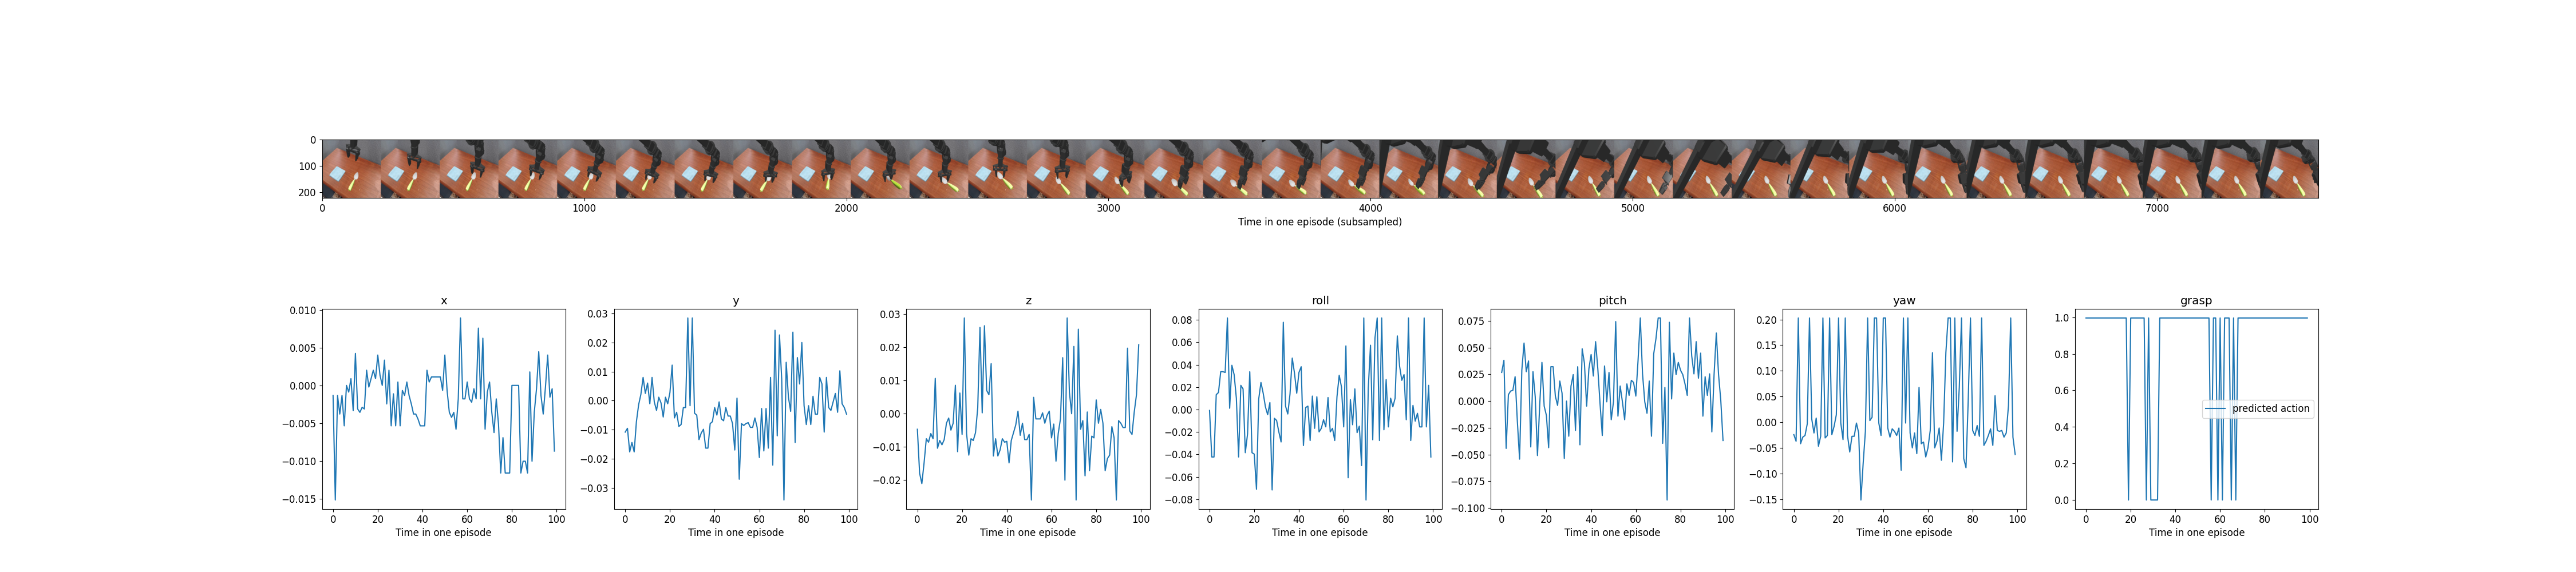 0
100
200
0 1000 2000 3000 4000 5000 6000 7000
Time in one episode (subsampled)
x y z roll pitch yaw grasp
0.010
0.005
0.000
−0.005
−0.010
−0.015
0 20 40 60 80 100
Time in one episode
0.03
0.02
0.01
0.00
−0.01
−0.02
−0.03
0 20 40 60 80 100
Time in one episode
0.03
0.02
0.01
0.00
−0.01
−0.02
0 20 40 60 80 100
Time in one episode
0.08
0.06
0.04
0.02
0.00
−0.02
−0.04
−0.06
−0.08
0 20 40 60 80 100
Time in one episode
0.075
0.050
0.025
0.000
−0.025
−0.050
−0.075
−0.100
0 20 40 60 80 100
Time in one episode
0.20
0.15
0.10
0.05
0.00
−0.05
−0.10
−0.15
0 20 40 60 80 100
Time in one episode
1.0
0.8
0.6
0.4
0.2
0.0
predicted action
0 20 40 60 80 100
Time in one episode